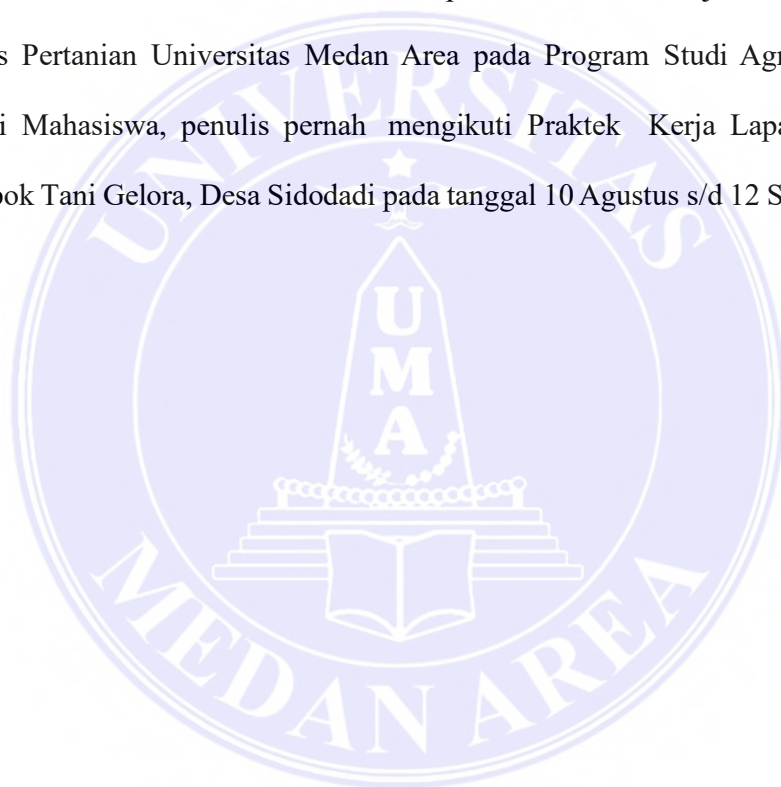 s Pertanian Universitas Medan Area pada Program Studi Agr
i Mahasiswa, penulis pernah mengikuti Praktek Kerja Lapa
ok Tani Gelora, Desa Sidodadi pada tanggal 10 Agustus s/d 12 S
UNIVERSITAS
U
M
A
MEDAN AREA